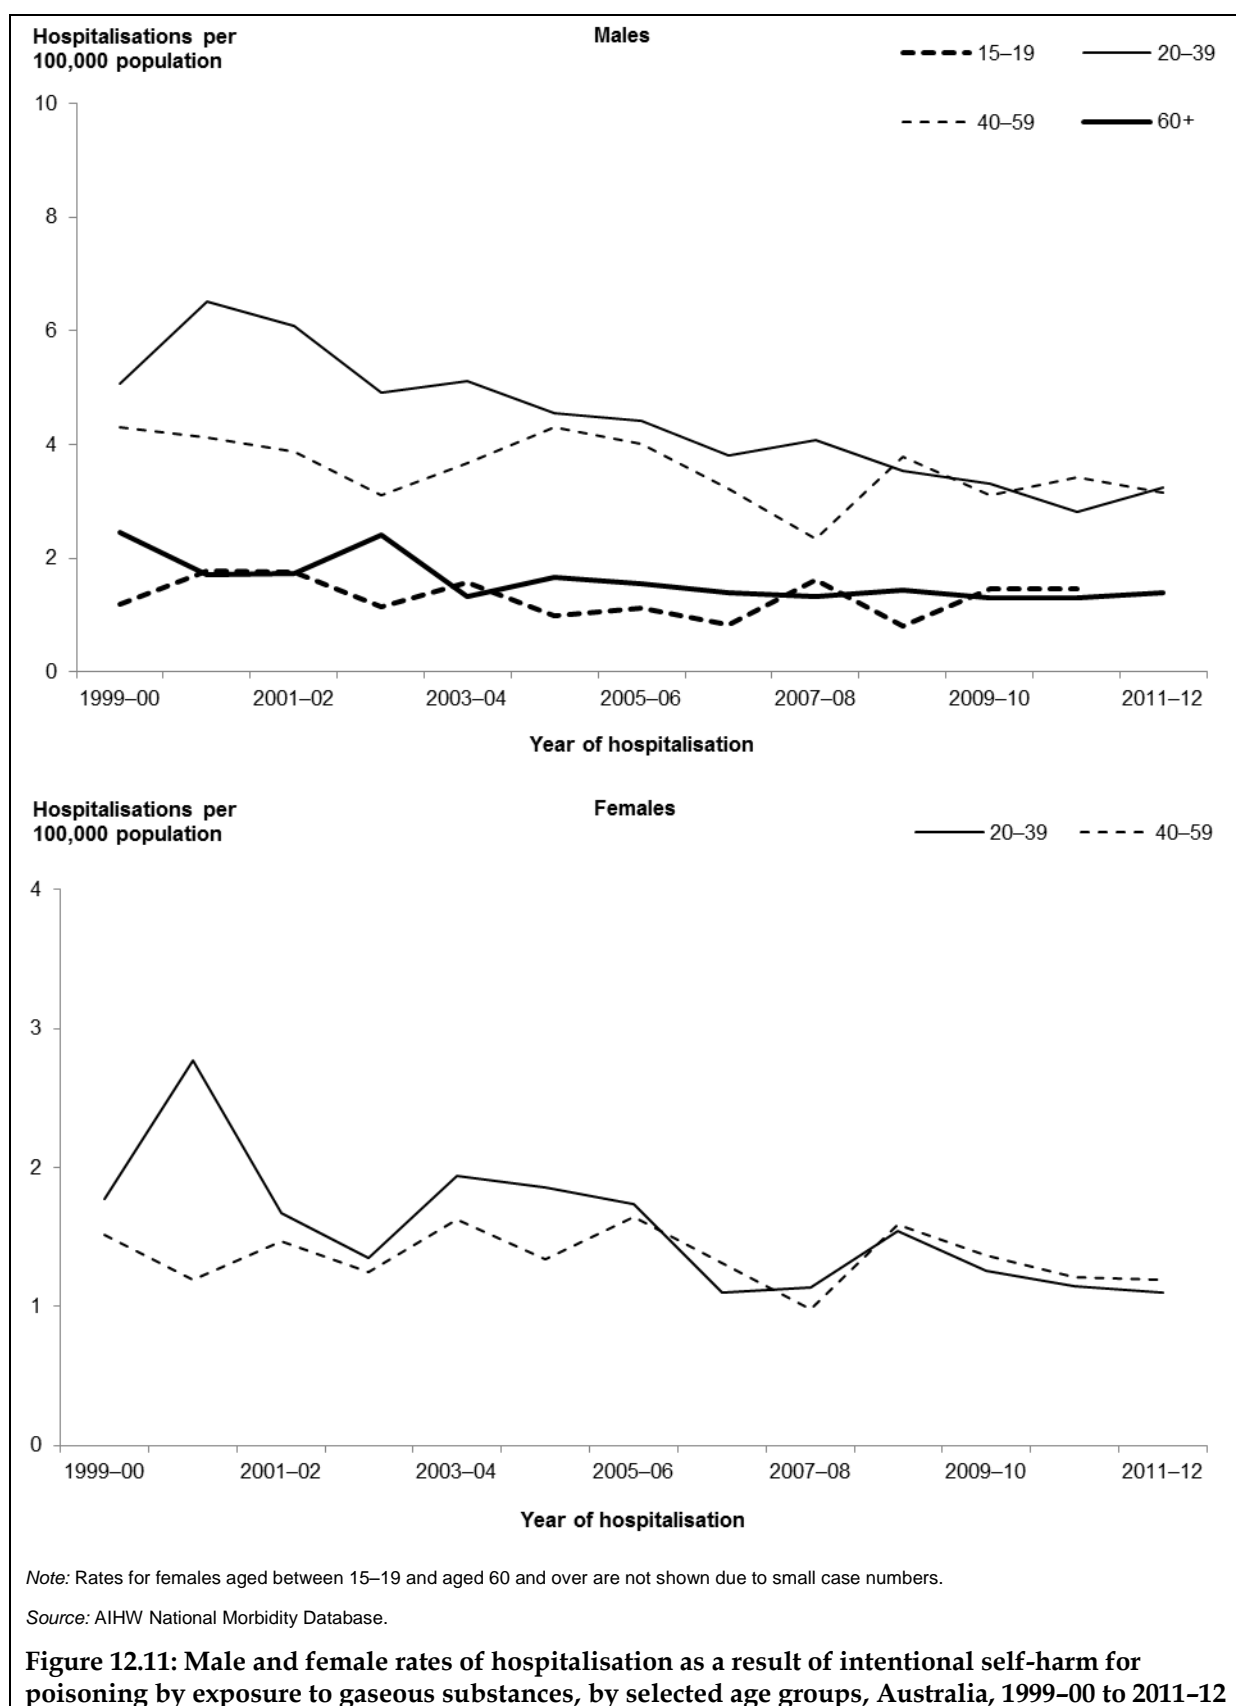 Hospitalisations per
100,000 population
Males
15–19
20–39
40–59
60+
10
8
6
4
2
0
1999–00 2001–02 2003–04 2005–06 2007–08 2009–10 2011–12
Year of hospitalisation
Hospitalisations per
100,000 population
Females
20–39
40–59
4
3
2
1
0
1999–00 2001–02 2003–04 2005–06 2007–08 2009–10 2011–12
Year of hospitalisation
Note: Rates for females aged between 15–19 and aged 60 and over are not shown due to small case numbers.
Source: AIHW National Morbidity Database.
Figure 12.11: Male and female rates of hospitalisation as a result of intentional self-harm for
poisoning by exposure to gaseous substances, by selected age groups, Australia, 1999–00 to 2011–12